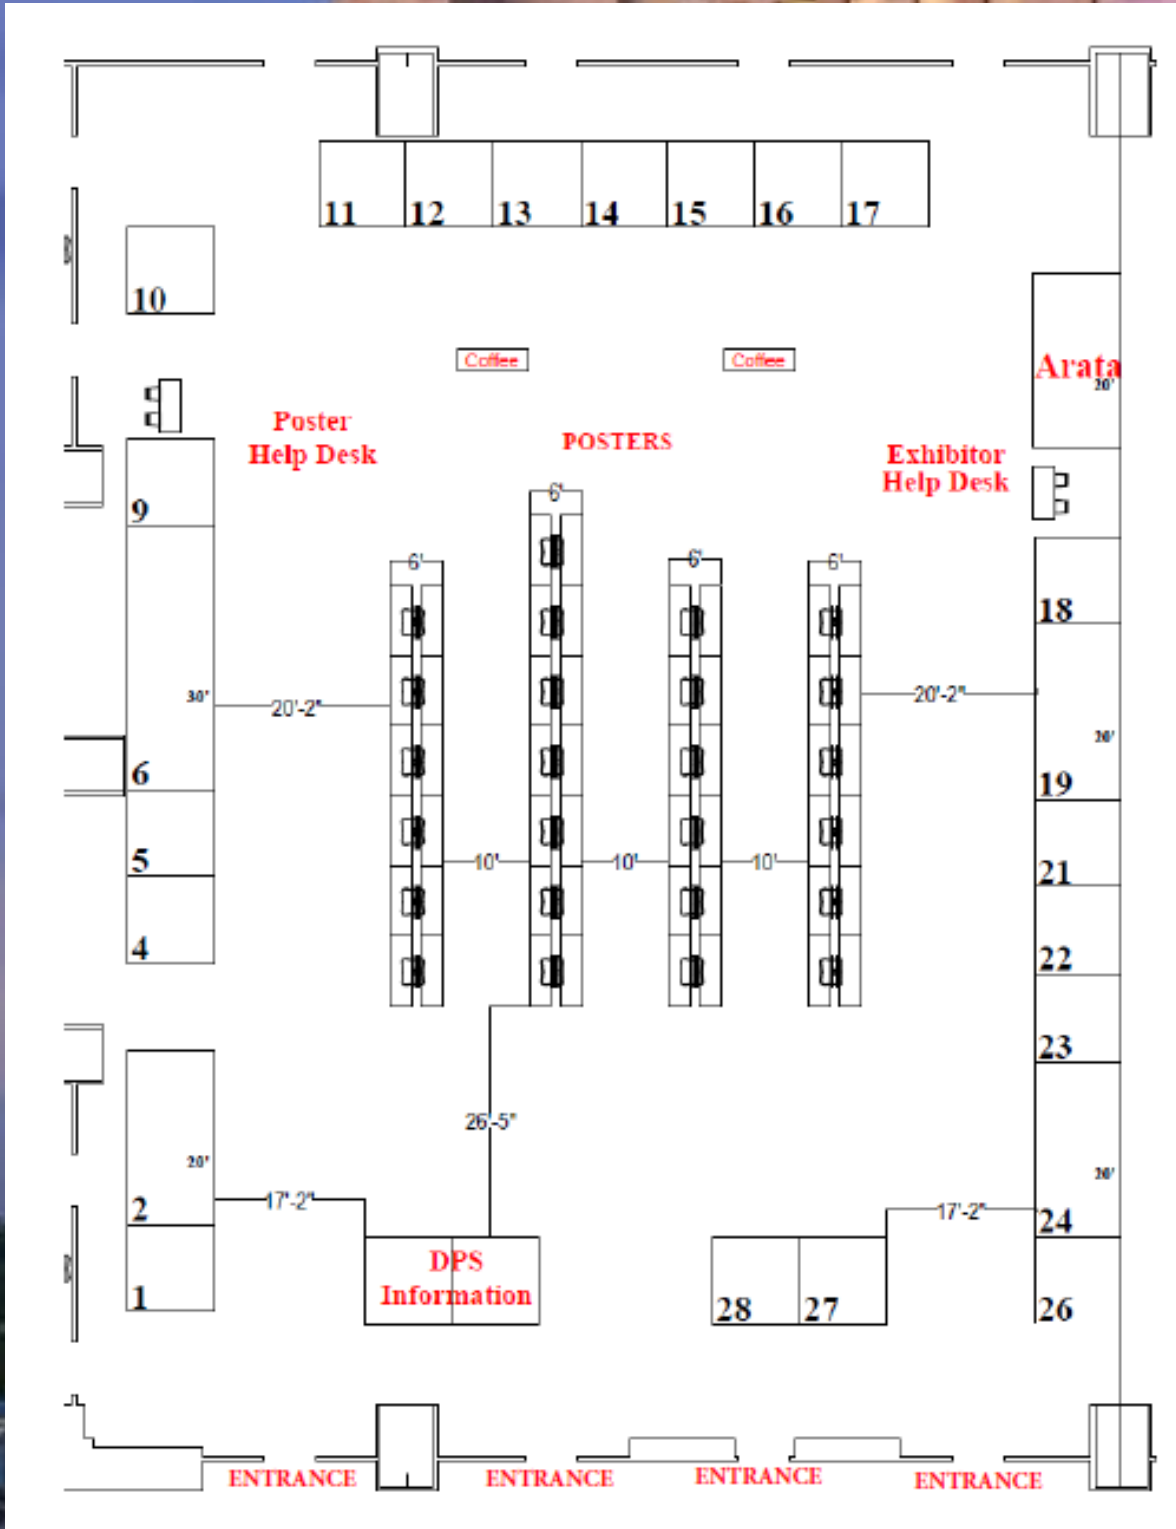 11 12 13 14 15 16 17
10
Coffee Coffee
Arata
20'
Poster
Help Desk
POSTERS
Exhibitor
Help Desk
9
6' 6' 6' 6'
18
30'
20'-2" 20'-2"
20'
6
19
5
10' 10' 10'
21
4
22
23
26'-5"
20'
20'
2
17'-2" 17'-2"
24
DPS
Information
1
28 27
26
ENTRANCE ENTRANCE ENTRANCE ENTRANCE